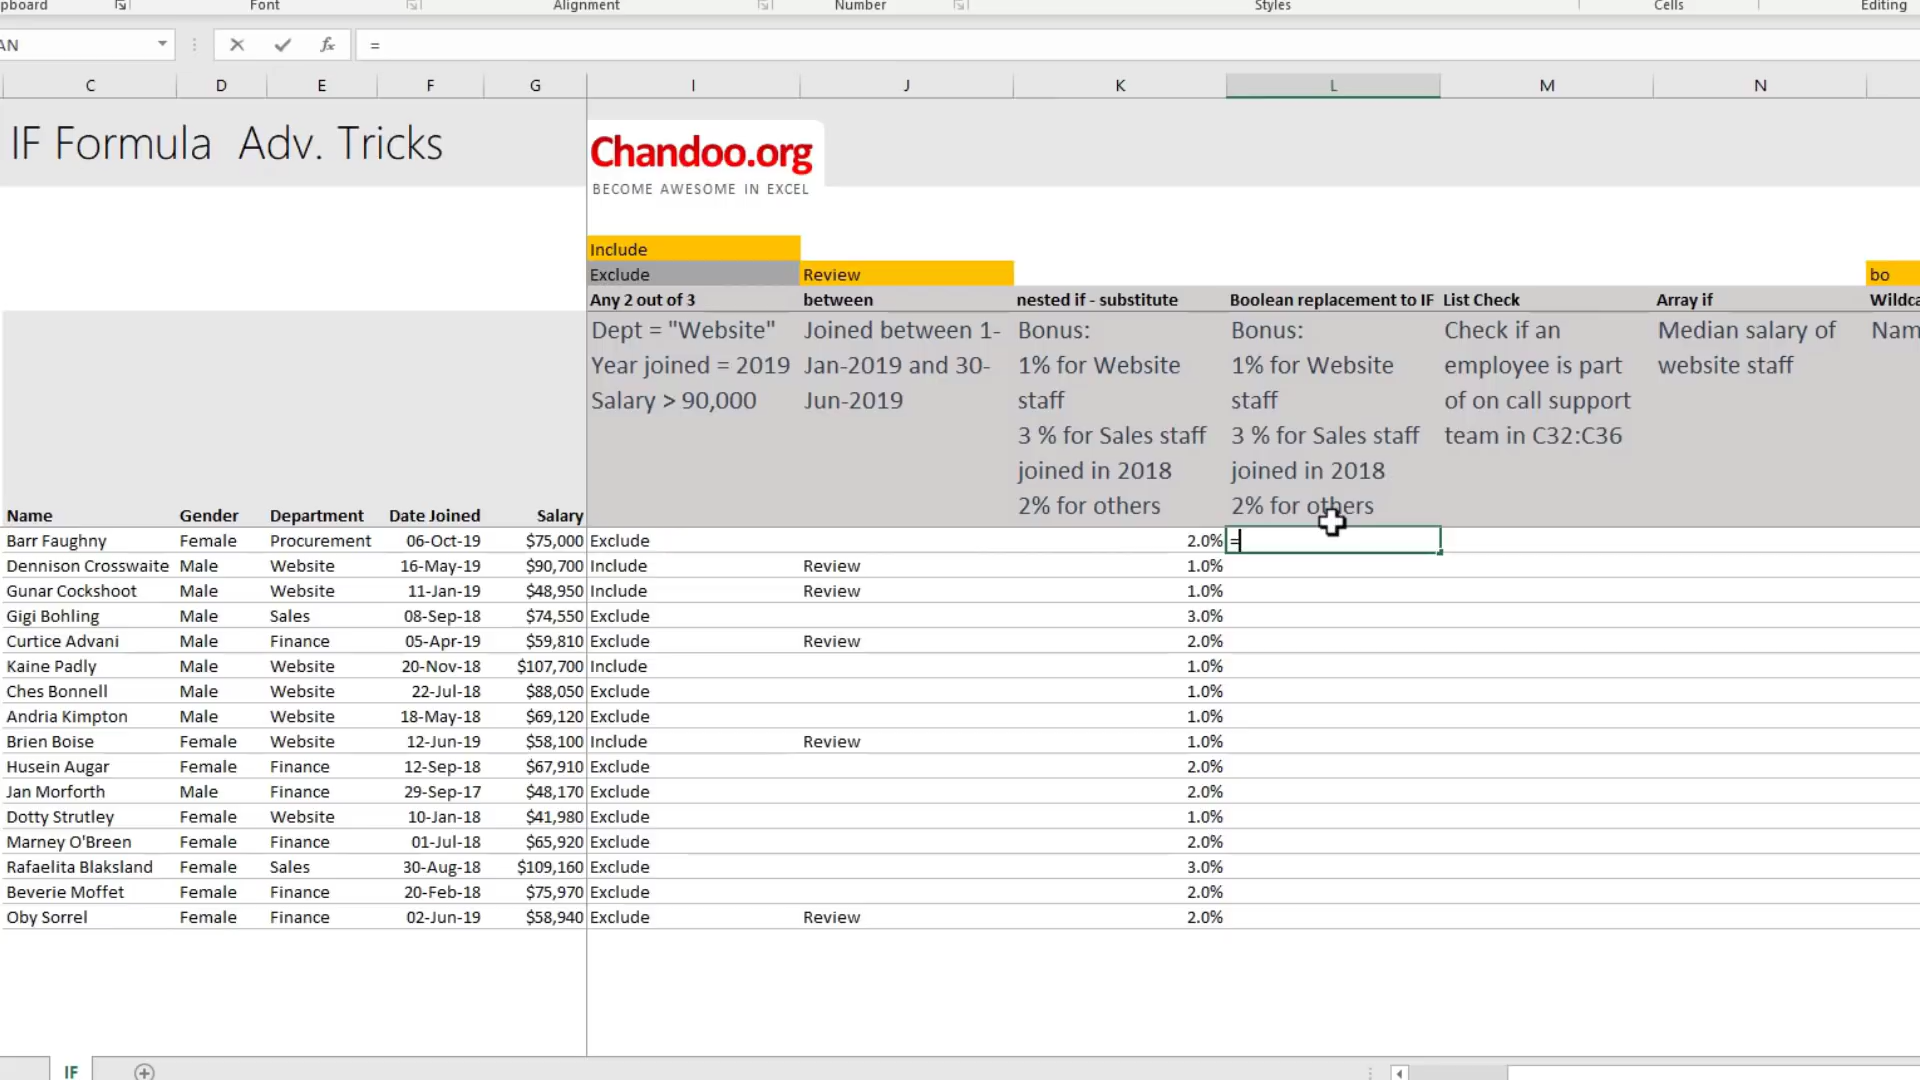 pboard Font Alignment Number Styles Cells Editing
AN fx =
C D E F G I J K L M N
IF Formula Adv. Tricks
Chandoo.org
BECOME AWESOME IN EXCEL
Include
Exclude Review bo
Any 2 out of 3 between nested if - substitute Boolean replacement to IF List Check Array if Wildca
Dept = "Website" Joined between 1- Bonus: Bonus: Check if an Median salary of Nam
Year joined = 2019 Jan-2019 and 30- 1% for Website 1% for Website employee is part website staff
Salary > 90,000 Jun-2019 staff staff of on call support
3 % for Sales staff 3 % for Sales staff team in C32:C36
joined in 2018 joined in 2018
2% for others 2% for others
Name Gender Department Date Joined Salary
Barr Faughny Female Procurement 06-Oct-19 $75,000 Exclude 2.0% =
Dennison Crosswaite Male Website 16-May-19 $90,700 Include Review 1.0%
Gunar Cockshoot Male Website 11-Jan-19 $48,950 Include Review 1.0%
Gigi Bohling Male Sales 08-Sep-18 $74,550 Exclude 3.0%
Curtice Advani Male Finance 05-Apr-19 $59,810 Exclude Review 2.0%
Kaine Padly Male Website 20-Nov-18 $107,700 Include 1.0%
Ches Bonnell Male Website 22-Jul-18 $88,050 Exclude 1.0%
Andria Kimpton Male Website 18-May-18 $69,120 Exclude 1.0%
Brien Boise Female Website 12-Jun-19 $58,100 Include Review 1.0%
Husein Augar Female Finance 12-Sep-18 $67,910 Exclude 2.0%
Jan Morforth Male Finance 29-Sep-17 $48,170 Exclude 2.0%
Dotty Strutley Female Website 10-Jan-18 $41,980 Exclude 1.0%
Marney O'Breen Female Finance 01-Jul-18 $65,920 Exclude 2.0%
Rafaelita Blaksland Female Sales 30-Aug-18 $109,160 Exclude 3.0%
Beverie Moffet Female Finance 20-Feb-18 $75,970 Exclude 2.0%
Oby Sorrel Female Finance 02-Jun-19 $58,940 Exclude Review 2.0%
IF